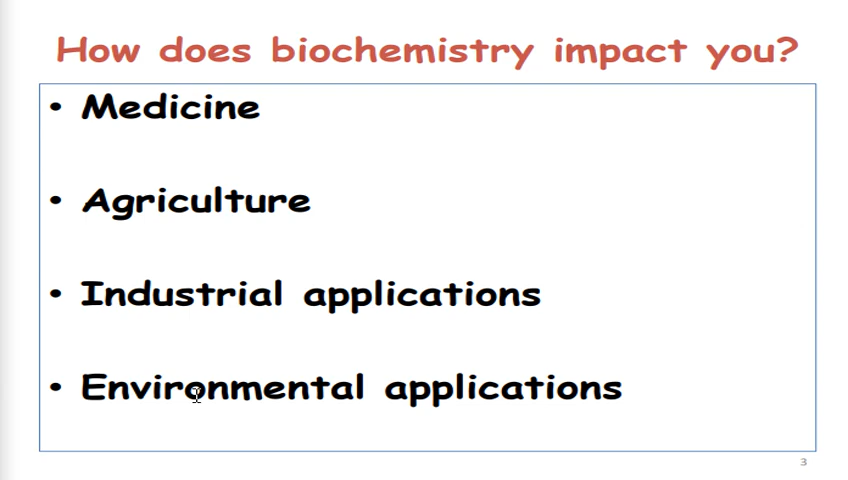 How does biochemistry impact you?
• Medicine
• Agriculture
• Industrial applications
• Environmental applications
3